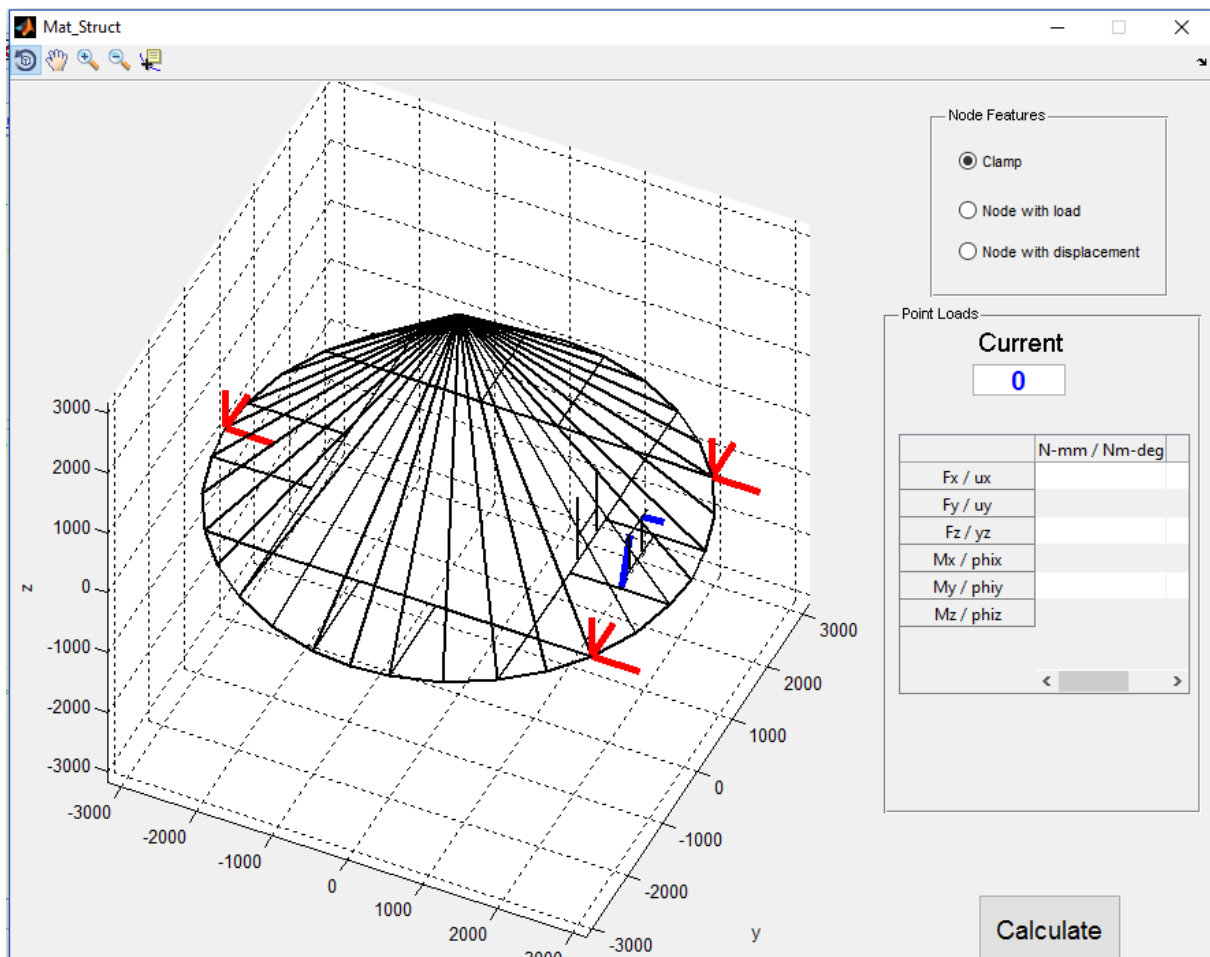 Mat_Struct
Node Features
Clamp
Node with load
Node with displacement
Point Loads
Current
0
N-mm / Nm-deg
Fx / ux
Fy / uy
Fz / yz
Mx / phix
My / phiy
Mz / phiz
Calculate
3000
2000
1000
0
-1000
-2000
-3000
z
-3000
-2000
-1000
0
1000
2000
3000
3000
2000
1000
0
-1000
-2000
-3000
y